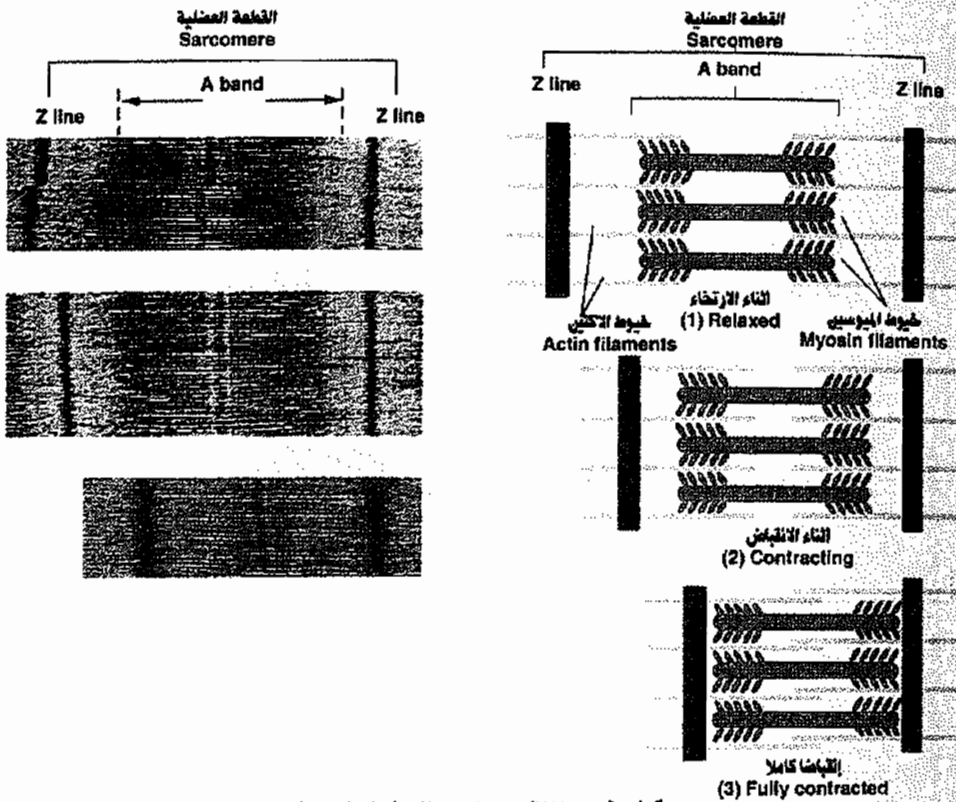 القطعة العضلية
Sarcomere
A band
Z line
Z line
القطعة العضلية
Sarcomere
A band
Z line
Z line
أثناء الارتخاء
(1) Relaxed
خيوط الأكتين
Actin filaments
خيوط الميوسين
Myosin filaments
أثناء الانقباض
(2) Contracting
إنقباضا كاملا
(3) Fully contracted